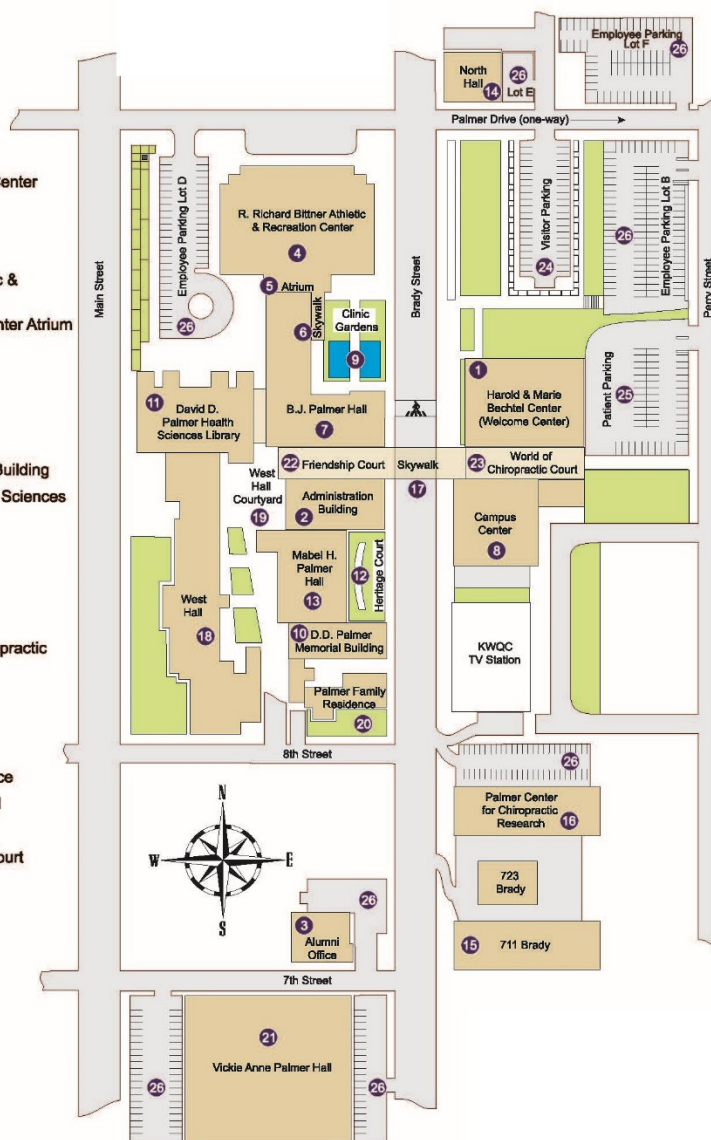 Employee Parking
Lot F
26
North
Hall
14
26
Lot E
Palmer Drive (one-way)
Center
c &
nter Atrium
Building
Sciences
ropractic
ce
Court
Main Street
Employee Parking Lot D
26
R. Richard Bittner Athletic
& Recreation Center
4
5 Atrium
Skywalk
6
Clinic
Gardens
9
Brady Street
Visitor Parking
24
Employee Parking Lot B
26
Perry Street
11
David D.
Palmer Health
Sciences Library
B.J. Palmer Hall
7
1
Harold & Marie
Bechtel Center
(Welcome Center)
Patient Parking
25
22 Friendship Court
Skywalk
17
23 World of
Chiropractic Court
West
Hall
Courtyard
19
Administration
Building
2
Campus
Center
8
Mabel H.
Palmer
Hall
13
12
Heritage Court
West
Hall
18
10 D.D. Palmer
Memorial Building
KWQC
TV Station
Palmer Family
Residence
20
8th Street
26
N
W
E
S
Palmer Center
for Chiropractic
Research
16
723
Brady
26
3
Alumni
Office
15
711 Brady
7th Street
21
Vickie Anne Palmer Hall
26
26